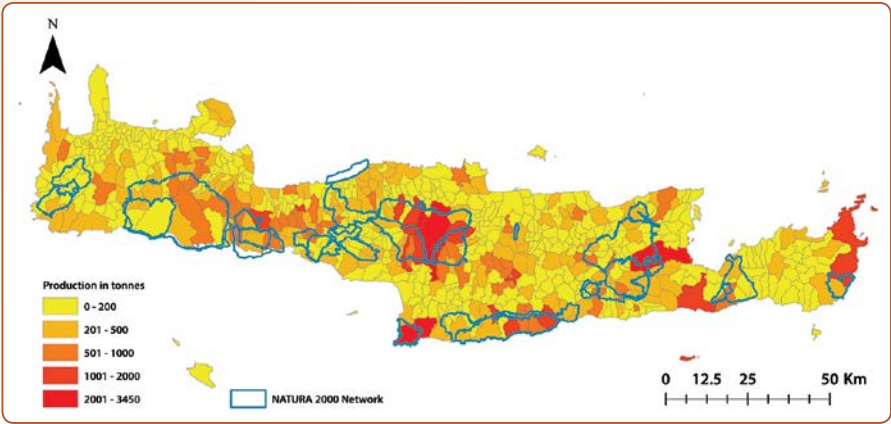 N
Production in tonnes
0 - 200
201 - 500
501 - 1000
1001 - 2000
2001 - 3450
NATURA 2000 Network
0 12.5 25 50 Km